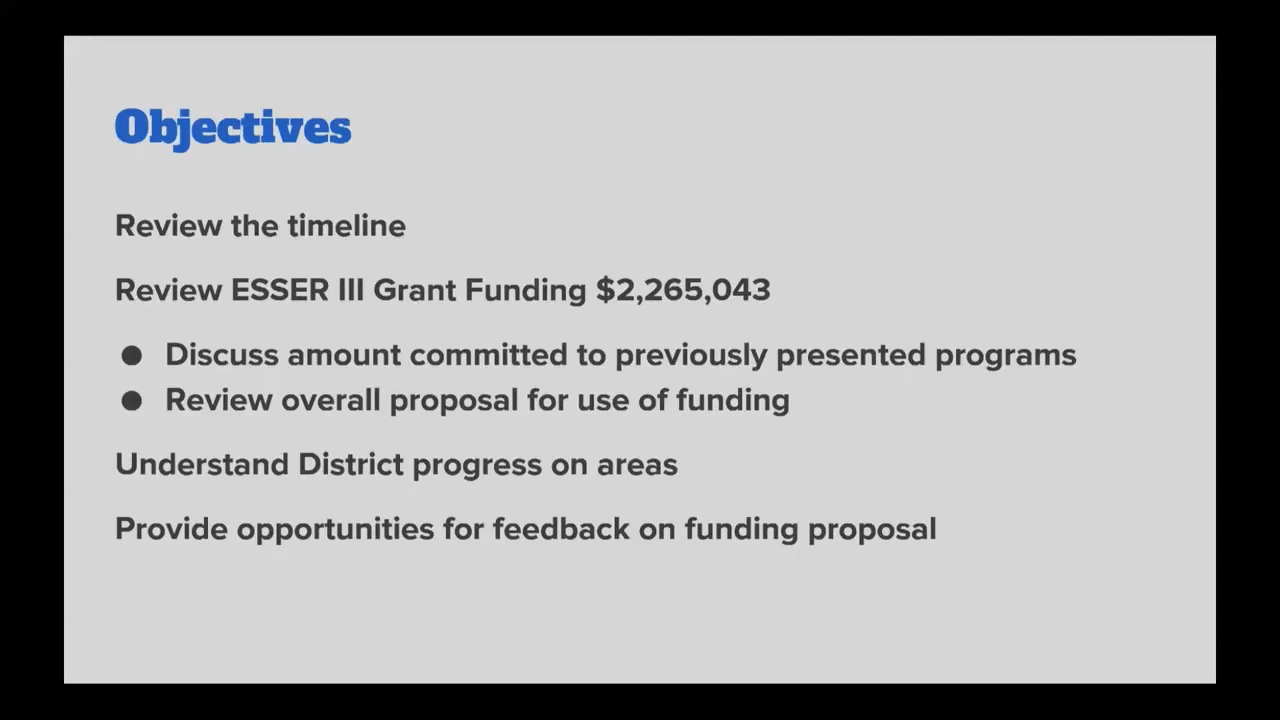 Objectives
Review the timeline
Review ESSER III Grant Funding $2,265,043
● Discuss amount committed to previously presented programs
● Review overall proposal for use of funding
Understand District progress on areas
Provide opportunities for feedback on funding proposal